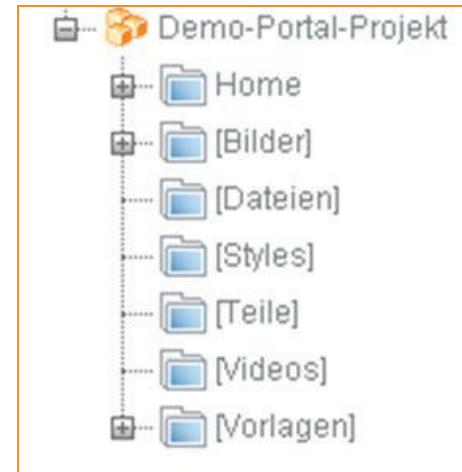 Demo-Portal-Projekt
Home
[Bilder]
[Dateien]
[Styles]
[Teile]
[Videos]
[Vorlagen]